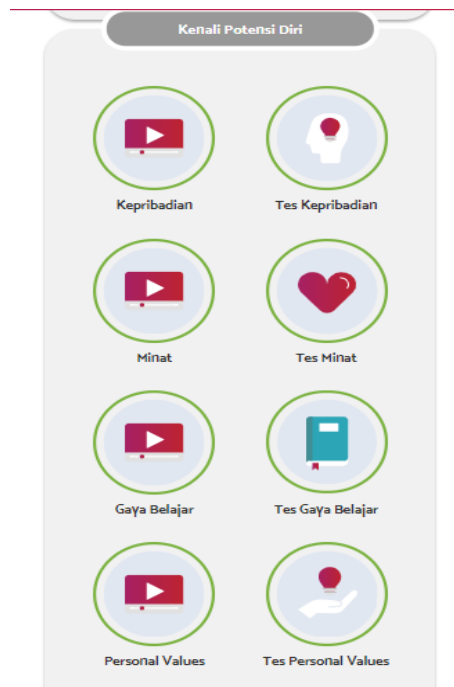 Kenali Potensi Diri
Kepribadian
Tes Kepribadian
Minat
Tes Minat
Gaya Belajar
Tes Gaya Belajar
Personal Values
Tes Personal Values